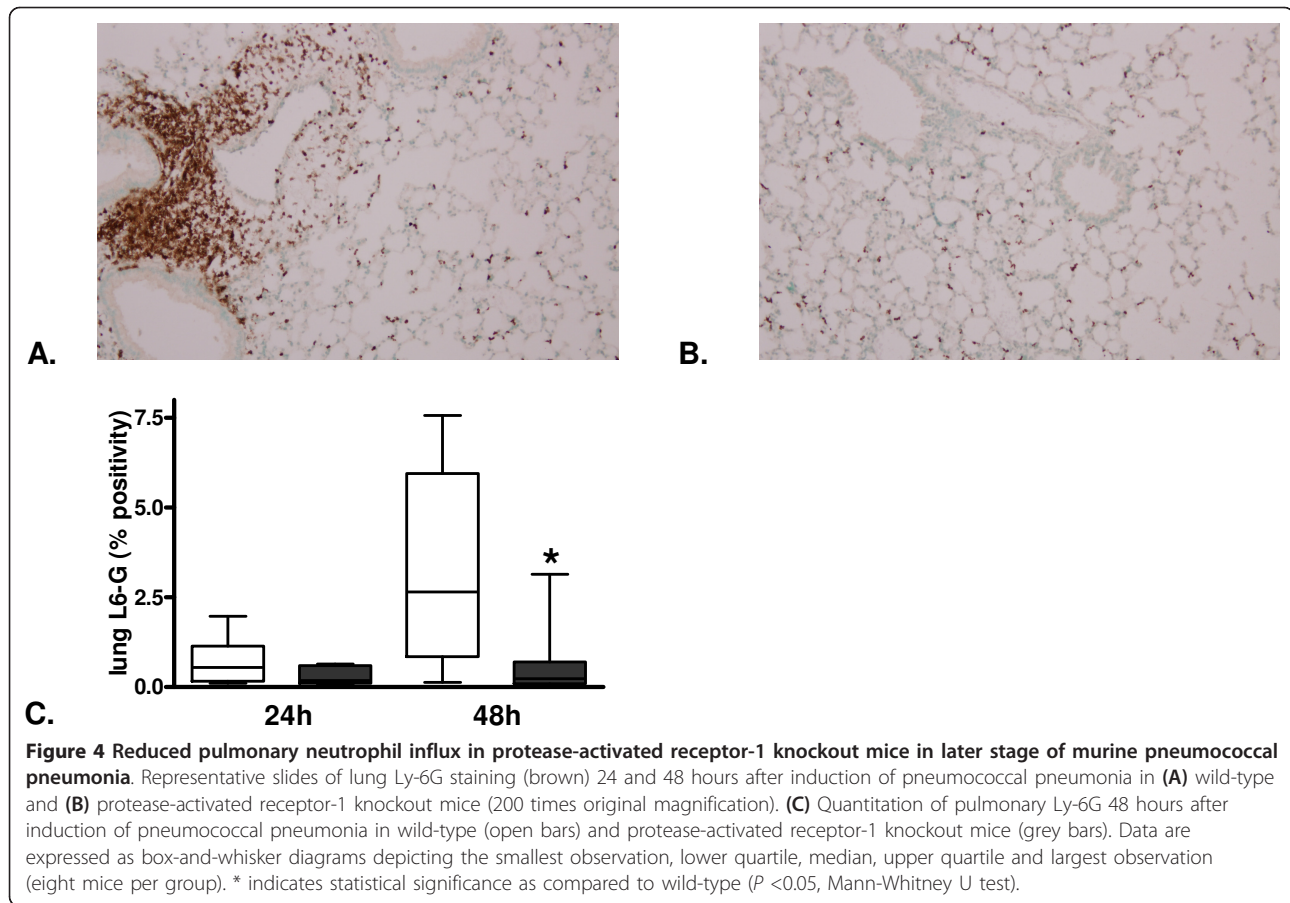 A.
B.
lung L6-G (% positivity)
7.5
5.0
2.5
0.0
*
24h
48h
C.
Figure 4 Reduced pulmonary neutrophil influx in protease-activated receptor-1 knockout mice in later stage of murine pneumococcal
pneumonia. Representative slides of lung Ly-6G staining (brown) 24 and 48 hours after induction of pneumococcal pneumonia in (A) wild-type
and (B) protease-activated receptor-1 knockout mice (200 times original magnification). (C) Quantitation of pulmonary Ly-6G 48 hours after
induction of pneumococcal pneumonia in wild-type (open bars) and protease-activated receptor-1 knockout mice (grey bars). Data are
expressed as box-and-whisker diagrams depicting the smallest observation, lower quartile, median, upper quartile and largest observation
(eight mice per group). * indicates statistical significance as compared to wild-type (P <0.05, Mann-Whitney U test).